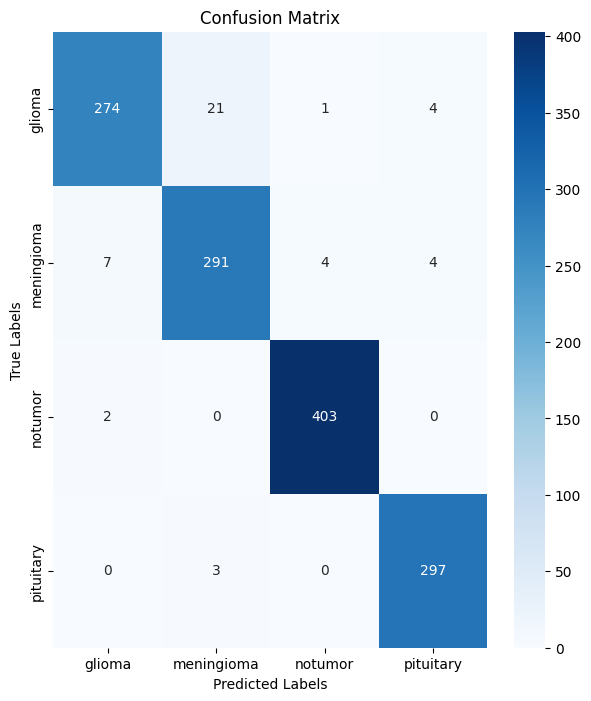 Confusion Matrix
True Labels
glioma
274 21 1 4
meningioma
7 291 4 4
notumor
2 0 403 0
pituitary
0 3 0 297
glioma meningioma notumor pituitary
Predicted Labels
400
350
300
250
200
150
100
50
0